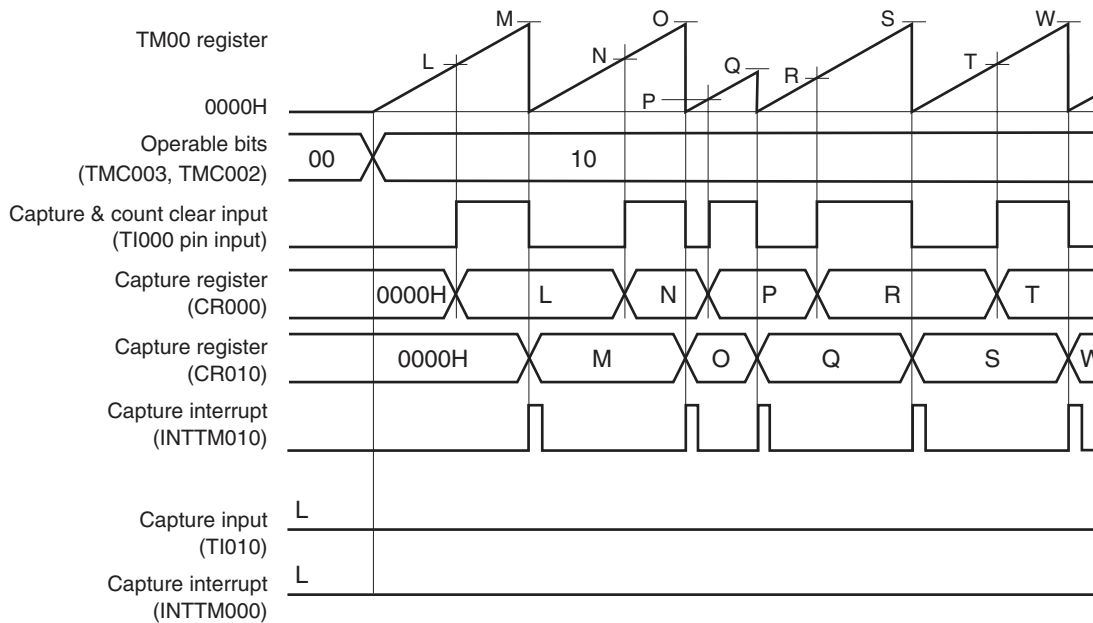 M O S W
TM00 register L N Q R T
P
0000H
Operable bits
(TMC003, TMC002) 00 10
Capture & count clear input
(TI000 pin input)
Capture register
(CR000) 0000H L N P R T
Capture register
(CR010) 0000H M O Q S W
Capture interrupt
(INTTM010)
L
Capture input
(TI010)
L
Capture interrupt
(INTTM000)